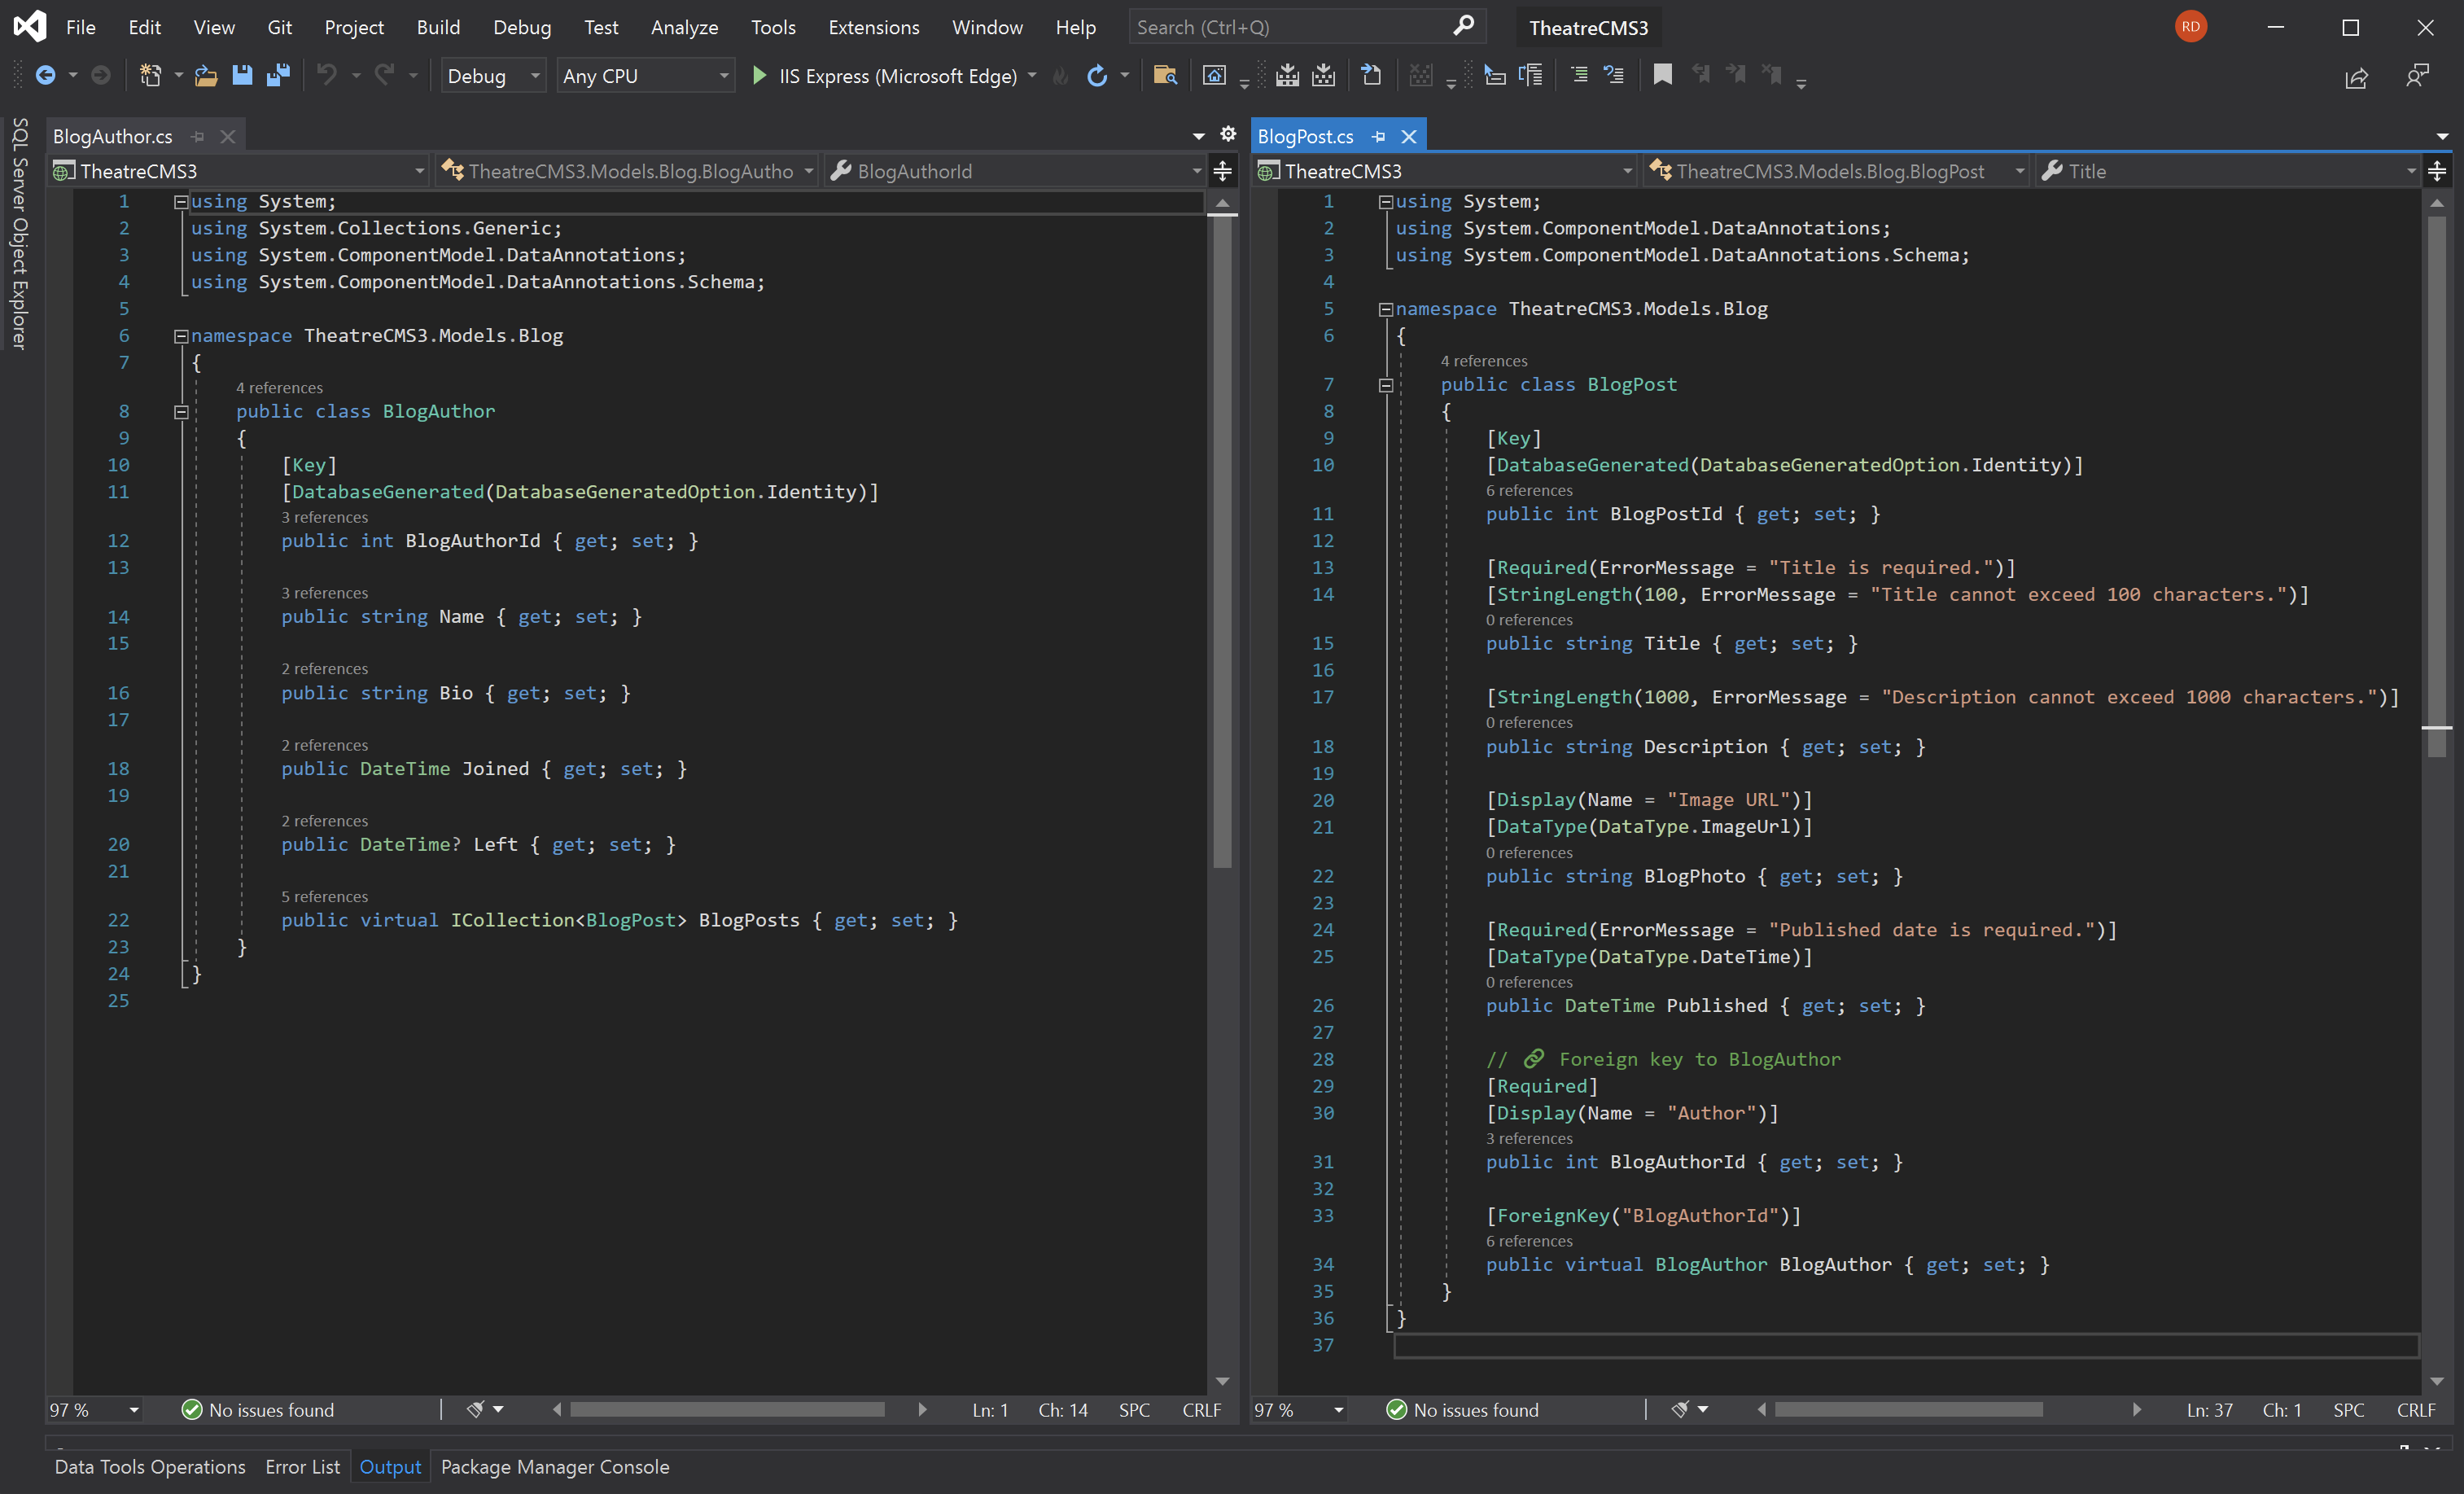 File Edit View Git Project Build Debug Test Analyze Tools Extensions Window Help Search (Ctrl+Q) TheatreCMS3 RD
Debug Any CPU IIS Express (Microsoft Edge)
SQL Server Object Explorer
BlogAuthor.cs
TheatreCMS3 TheatreCMS3.Models.Blog.BlogAutho BlogAuthorId
1 using System;
2 using System.Collections.Generic;
3 using System.ComponentModel.DataAnnotations;
4 using System.ComponentModel.DataAnnotations.Schema;
5
6 namespace TheatreCMS3.Models.Blog
7 {
4 references
8 public class BlogAuthor
9 {
10 [Key]
11 [DatabaseGenerated(DatabaseGeneratedOption.Identity)]
3 references
12 public int BlogAuthorId { get; set; }
13
3 references
14 public string Name { get; set; }
15
2 references
16 public string Bio { get; set; }
17
2 references
18 public DateTime Joined { get; set; }
19
2 references
20 public DateTime? Left { get; set; }
21
5 references
22 public virtual ICollection<BlogPost> BlogPosts { get; set; }
23 }
24 }
25
97 % No issues found Ln: 1 Ch: 14 SPC CRLF
BlogPost.cs
TheatreCMS3 TheatreCMS3.Models.Blog.BlogPost Title
1 using System;
2 using System.ComponentModel.DataAnnotations;
3 using System.ComponentModel.DataAnnotations.Schema;
4
5 namespace TheatreCMS3.Models.Blog
6 {
4 references
7 public class BlogPost
8 {
9 [Key]
10 [DatabaseGenerated(DatabaseGeneratedOption.Identity)]
6 references
11 public int BlogPostId { get; set; }
12
13 [Required(ErrorMessage = "Title is required.")]
14 [StringLength(100, ErrorMessage = "Title cannot exceed 100 characters.")]
0 references
15 public string Title { get; set; }
16
17 [StringLength(1000, ErrorMessage = "Description cannot exceed 1000 characters.")]
0 references
18 public string Description { get; set; }
19
20 [Display(Name = "Image URL")]
21 [DataType(DataType.ImageUrl)]
0 references
22 public string BlogPhoto { get; set; }
23
24 [Required(ErrorMessage = "Published date is required.")]
25 [DataType(DataType.DateTime)]
0 references
26 public DateTime Published { get; set; }
27
28 // 🔗 Foreign key to BlogAuthor
29 [Required]
30 [Display(Name = "Author")]
3 references
31 public int BlogAuthorId { get; set; }
32
33 [ForeignKey("BlogAuthorId")]
6 references
34 public virtual BlogAuthor BlogAuthor { get; set; }
35 }
36 }
37
97 % No issues found Ln: 37 Ch: 1 SPC CRLF
Data Tools Operations Error List Output Package Manager Console